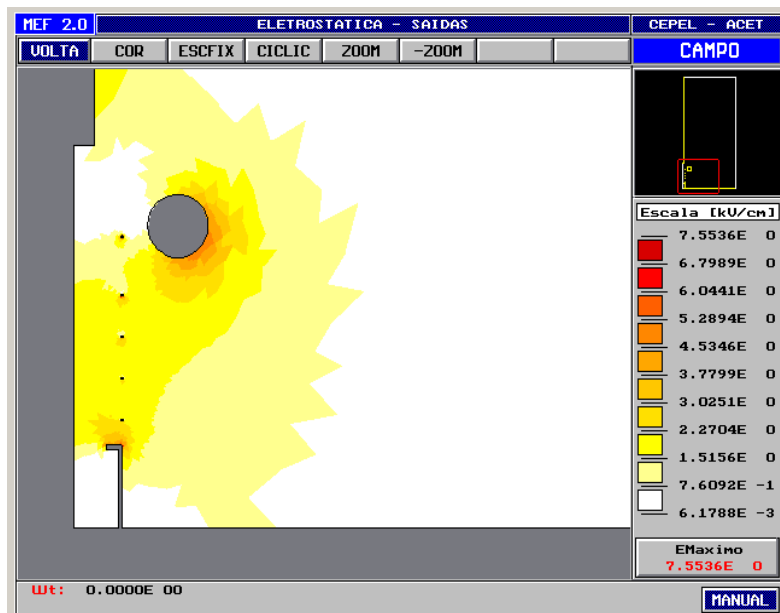 MEF 2.0 ELETROSTATICA - SAIDAS CEPEL - ACET
VOLTA COR ESCFIX CICLIC ZOOM -ZOOM CAMPO
Escala [kV/cm]
7.5536E 0
6.7989E 0
6.0441E 0
5.2894E 0
4.5346E 0
3.7799E 0
3.0251E 0
2.2704E 0
1.5156E 0
7.6092 -1
6.1788 -3
EMaximo
7.5536E 0
Wt: 0.0000E 00
MANUAL